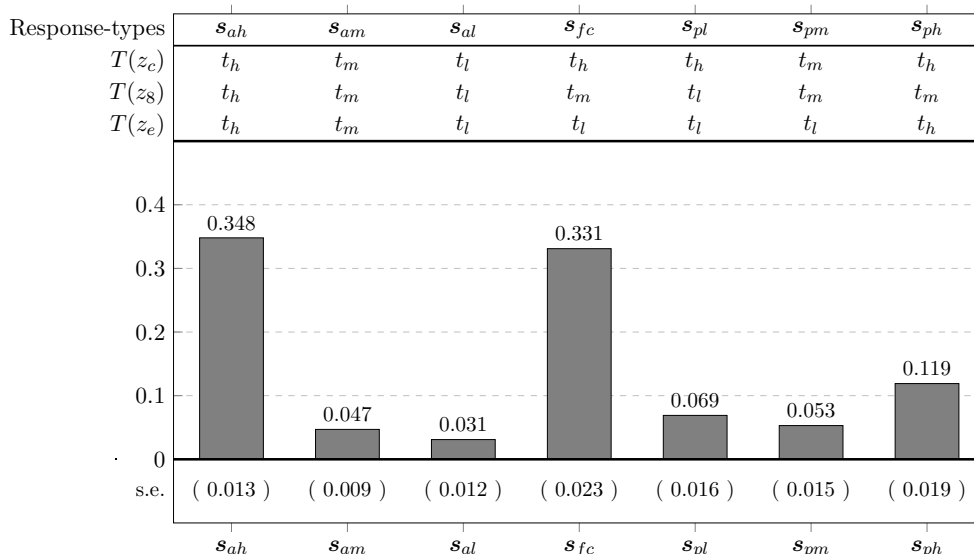 Response-types s_ah s_am s_al s_fc s_pl s_pm s_ph
T(z_c) t_h t_m t_l t_h t_h t_m t_h
T(z_8) t_h t_m t_l t_m t_l t_m t_m
T(z_e) t_h t_m t_l t_l t_l t_l t_h
0.4
0.348
0.331
0.3
0.2
0.119
0.1
0.069
0.053
0.047
0.031
0
s.e. ( 0.013 ) ( 0.009 ) ( 0.012 ) ( 0.023 ) ( 0.016 ) ( 0.015 ) ( 0.019 )
s_ah s_am s_al s_fc s_pl s_pm s_ph